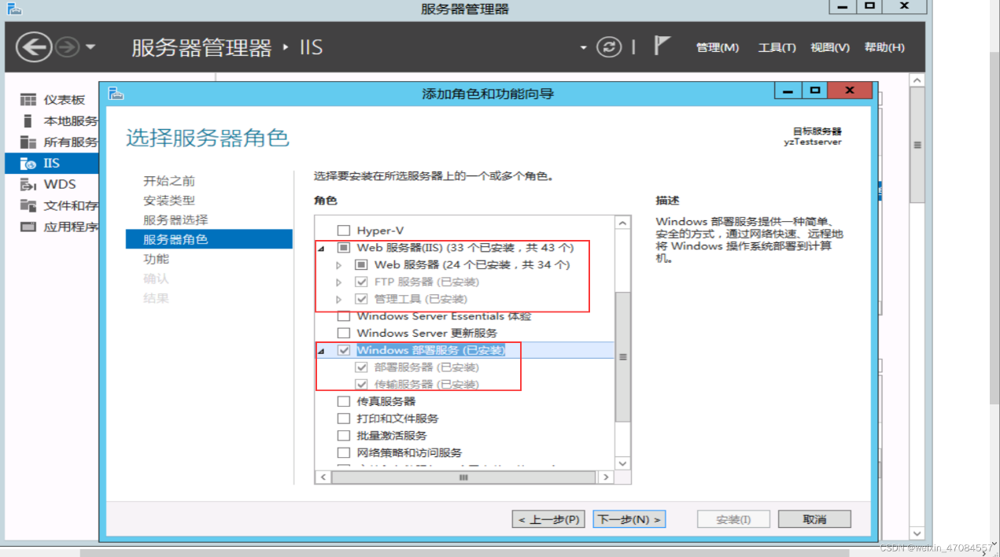 服务器管理器
服务器管理器 IIS
管理(M) 工具(T) 视图(V) 帮助(H)
仪表板
本地服务
所有服务
IIS
WDS
文件和存
应用程序
添加角色和功能向导
选择服务器角色
目标服务器
yzTestserver
开始之前
安装类型
服务器选择
服务器角色
功能
确认
结果
选择要安装在所选服务器上的一个或多个角色。
角色
Hyper-V
Web 服务器(IIS) (33 个已安装，共 43 个)
Web 服务器 (24 个已安装，共 34 个)
FTP 服务器 (已安装)
管理工具 (已安装)
Windows Server Essentials 体验
Windows Server 更新服务
Windows 部署服务 (已安装)
部署服务器 (已安装)
传输服务器 (已安装)
传真服务器
打印和文件服务
批量激活服务
网络策略和访问服务
描述
Windows 部署服务提供一种简单、
安全的方式，通过网络快速、远程地
将 Windows 操作系统部署到计算
机。
< 上一步(P) 下一步(N) > 安装(I) 取消
CSDN @weixin_47084557